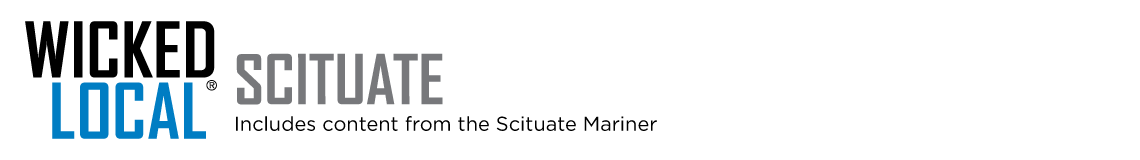 WICKED
LOCAL®
SCITUATE
Includes content from the Scituate Mariner